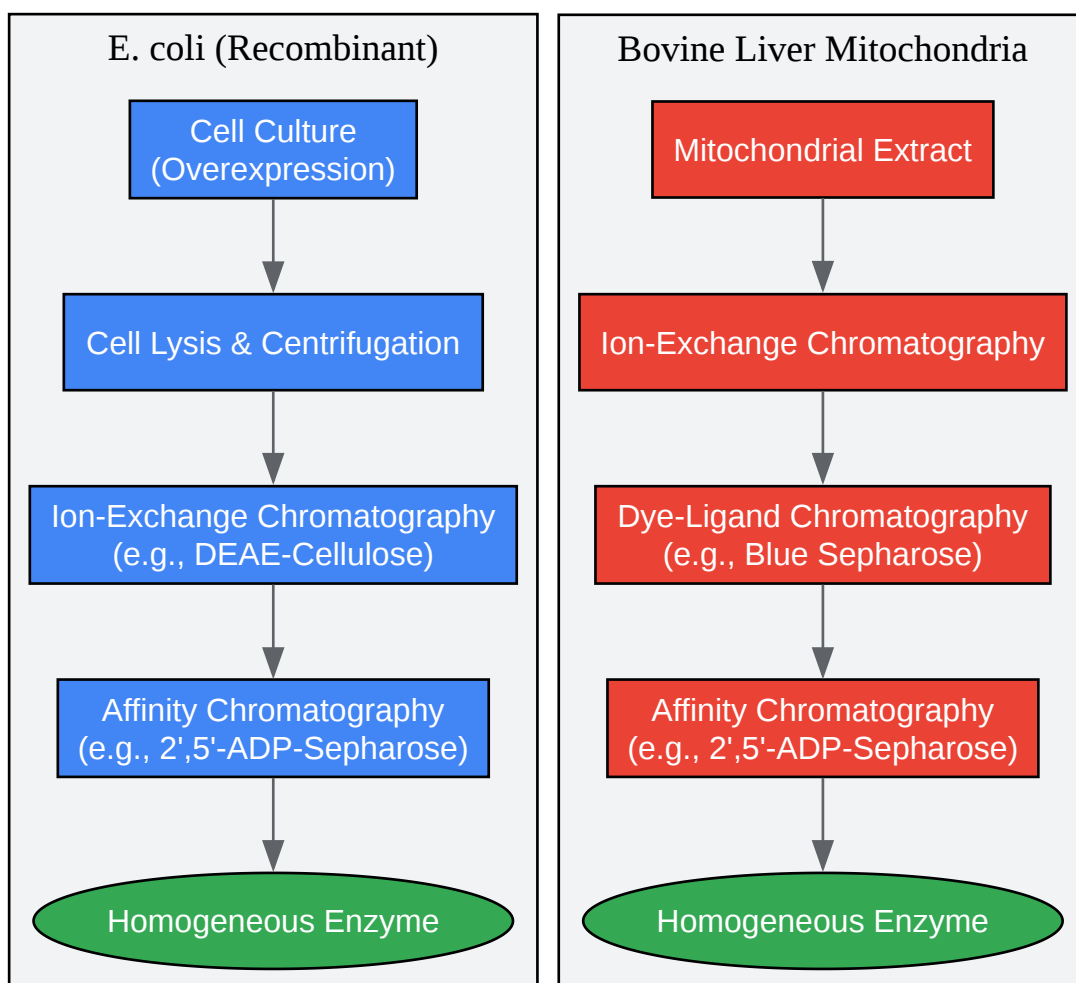 E. coli (Recombinant)
Cell Culture
(Overexpression)
Cell Lysis & Centrifugation
Ion-Exchange Chromatography
(e.g., DEAE-Cellulose)
Affinity Chromatography
(e.g., 2',5'-ADP-Sepharose)
Homogeneous Enzyme
Bovine Liver Mitochondria
Mitochondrial Extract
Ion-Exchange Chromatography
Dye-Ligand Chromatography
(e.g., Blue Sepharose)
Affinity Chromatography
(e.g., 2',5'-ADP-Sepharose)
Homogeneous Enzyme